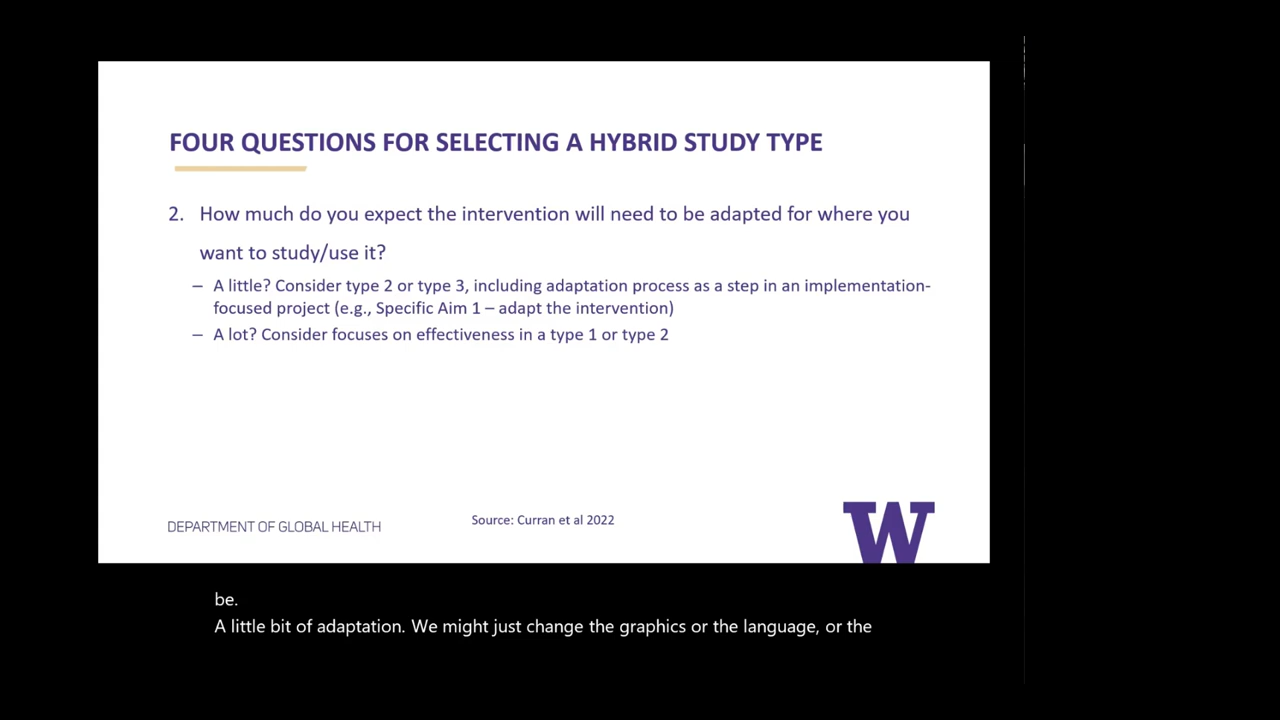 FOUR QUESTIONS FOR SELECTING A HYBRID STUDY TYPE
2. How much do you expect the intervention will need to be adapted for where you
want to study/use it?
– A little? Consider type 2 or type 3, including adaptation process as a step in an implementation-
focused project (e.g., Specific Aim 1 – adapt the intervention)
– A lot? Consider focuses on effectiveness in a type 1 or type 2
DEPARTMENT OF GLOBAL HEALTH
Source: Curran et al 2022
W
be.
A little bit of adaptation. We might just change the graphics or the language, or the